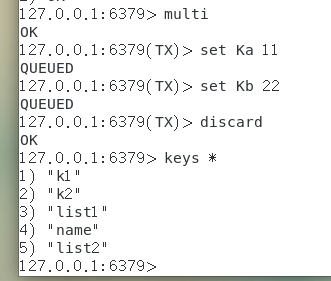 127.0.0.1:6379> multi
OK
127.0.0.1:6379(TX)> set Ka 11
QUEUED
127.0.0.1:6379(TX)> set Kb 22
QUEUED
127.0.0.1:6379(TX)> discard
OK
127.0.0.1:6379> keys *
1) "k1"
2) "k2"
3) "list1"
4) "name"
5) "list2"
127.0.0.1:6379>